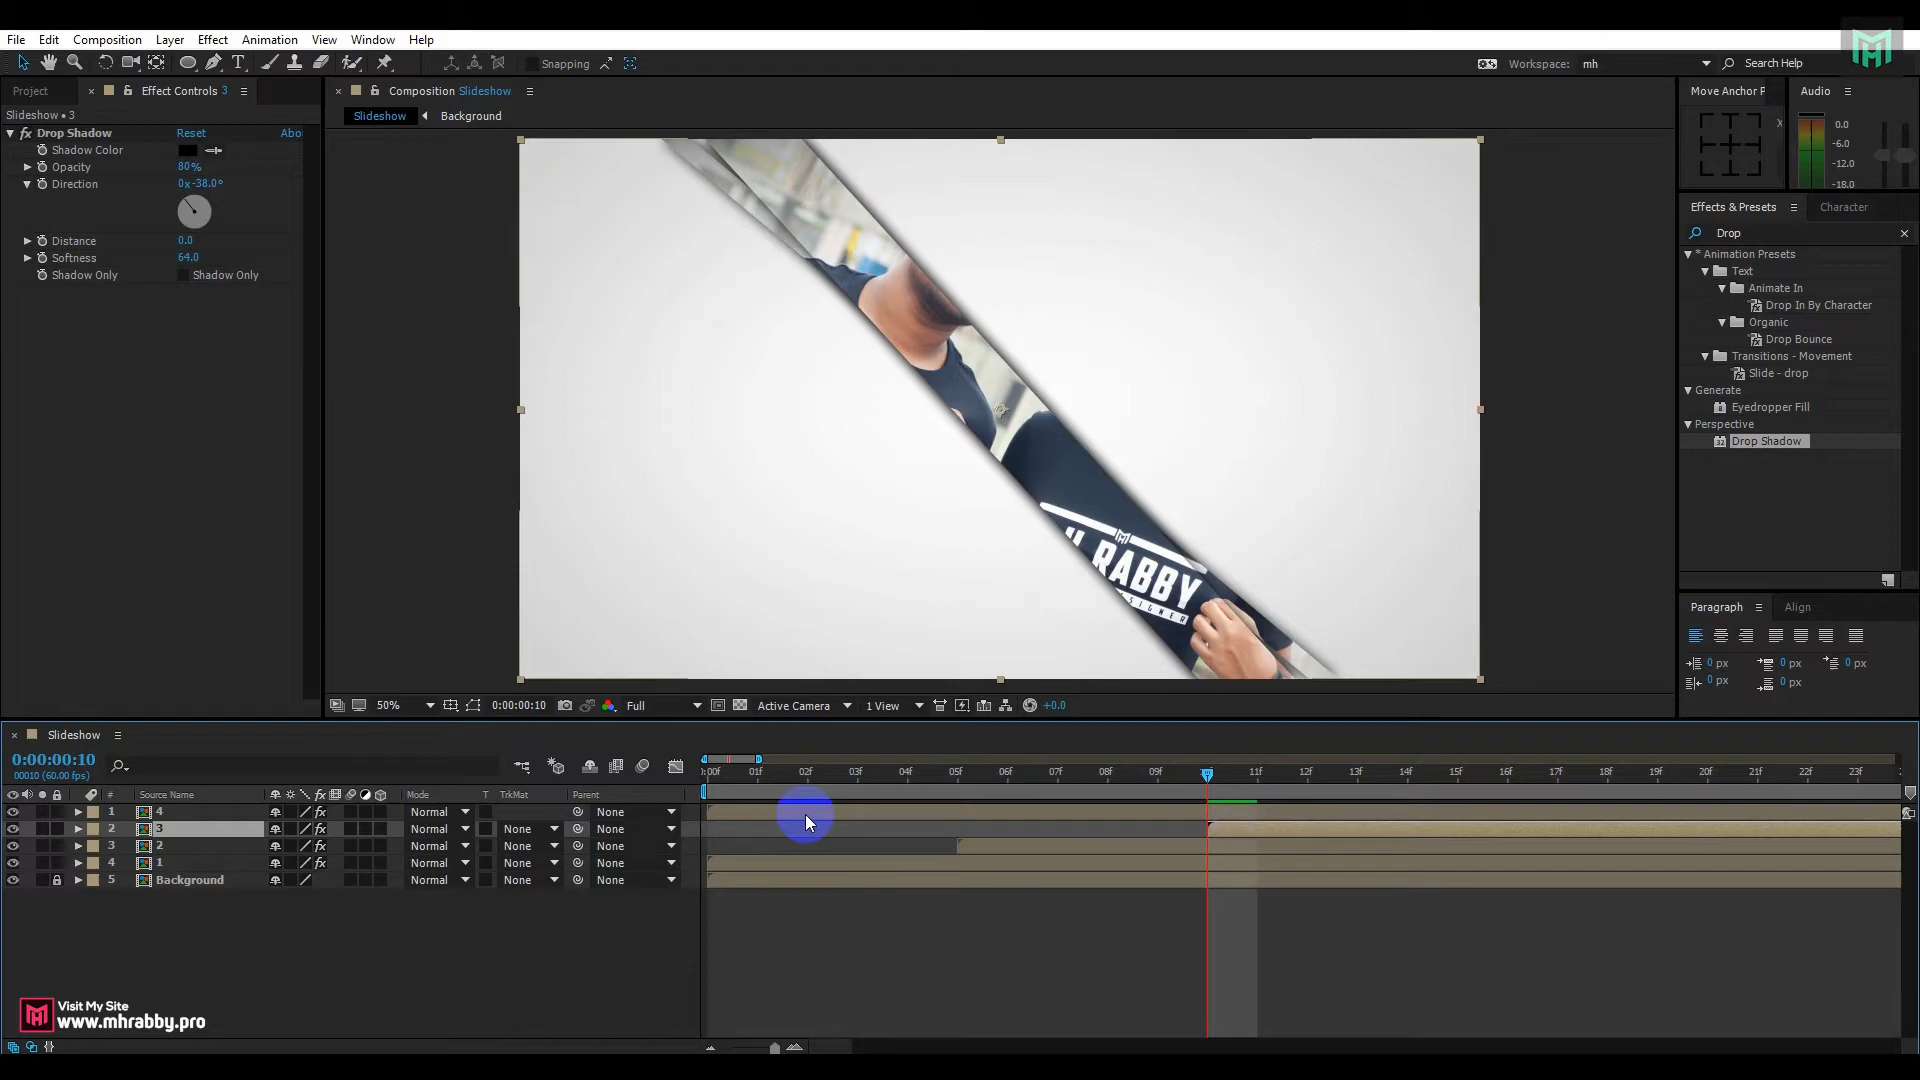 File Edit Composition Layer Effect Animation View Window Help
Snapping
Workspace: mh Search Help
Project Effect Controls 3
Composition Slideshow
Move Anchor P Audio
Slideshow • 3
Slideshow Background
Drop Shadow Reset Abo
Shadow Color
Opacity 80%
Direction 0x-38.0°
Distance 0.0
Softness 64.0
Shadow Only Shadow Only
0.0
-6.0
-12.0
-18.0
Effects & Presets Character
Drop
* Animation Presets
Text
Animate In
Drop In By Character
Organic
Drop Bounce
Transitions - Movement
Slide - drop
Generate
Eyedropper Fill
Perspective
Drop Shadow
RABBY
Paragraph Align
0 px 0 px 0 px
0 px 0 px
50% 0:00:00:10 Full Active Camera 1 View +0.0
Slideshow
0:00:00:10
00010 (60.00 fps)
:00f 01f 02f 03f 04f 05f 06f 07f 08f 09f 11f 12f 13f 14f 15f 16f 17f 18f 19f 20f 21f 22f 23f
# Source Name Mode T TrkMat Parent
1 4 Normal None
2 3 Normal None None
3 2 Normal None None
4 1 Normal None None
5 Background Normal None None
Visit My Site
www.mhrabby.pro